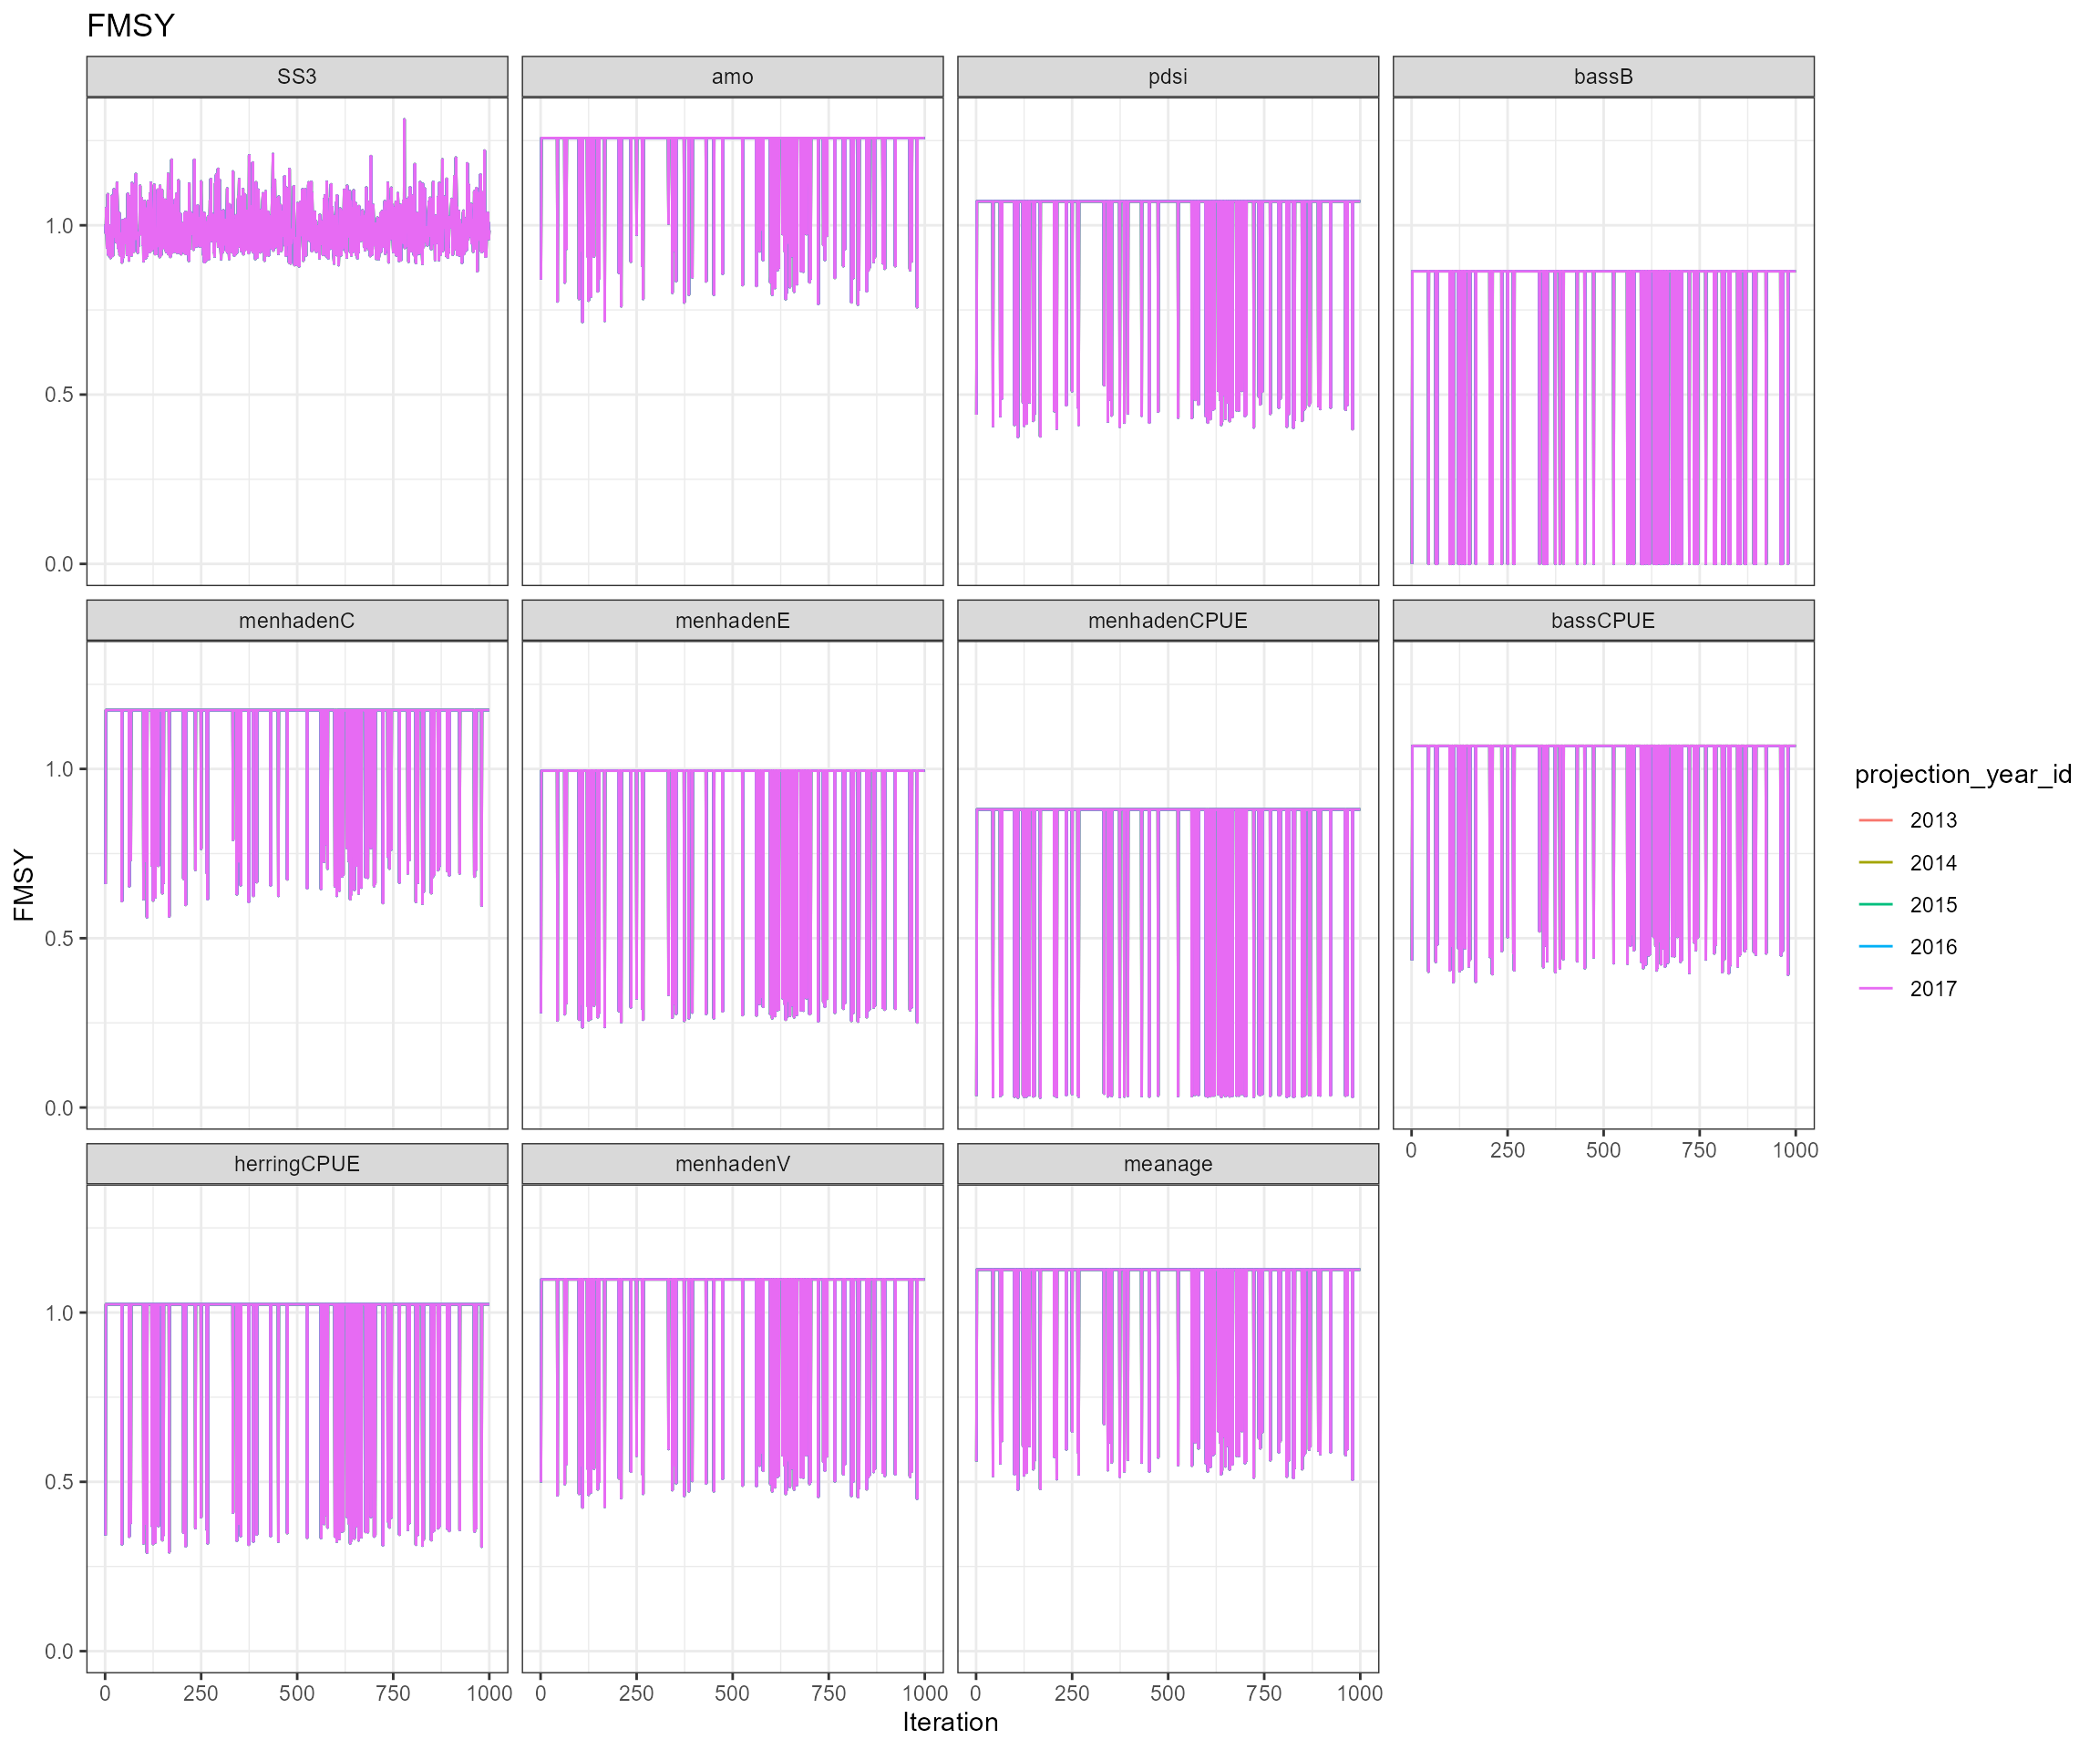 FMSY
SS3 amo pdsi bassB
1.0
0.5
0.0
menhadenC menhadenE menhadenCPUE bassCPUE
1.0
0.5
0.0
0 250 500 750 1000
herringCPUE menhadenV meanage
1.0
0.5
0.0
0 250 500 750 1000 0 250 500 750 1000 0 250 500 750 1000
Iteration
FMSY
projection_year_id
2013
2014
2015
2016
2017